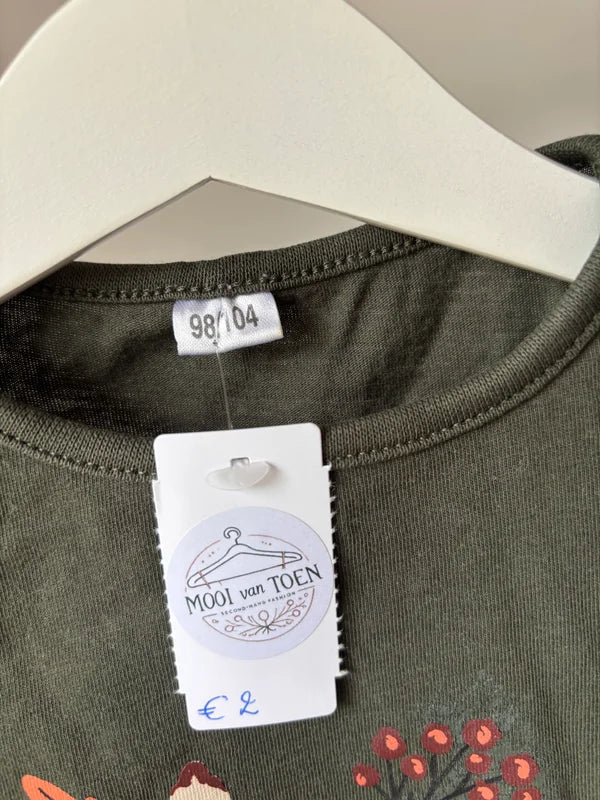 98/104
MOOI van TOEN
SECOND-HAND FASHION
€ 2